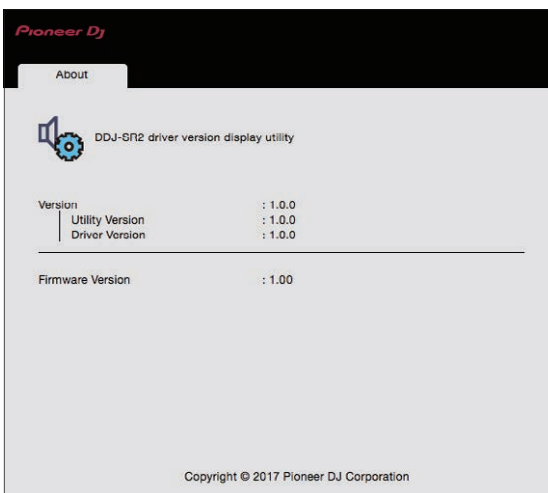 Pioneer Dj
About
DDJ-SR2 driver version display utility
Version : 1.0.0
Utility Version : 1.0.0
Driver Version : 1.0.0
Firmware Version : 1.00
Copyright © 2017 Pioneer DJ Corporation